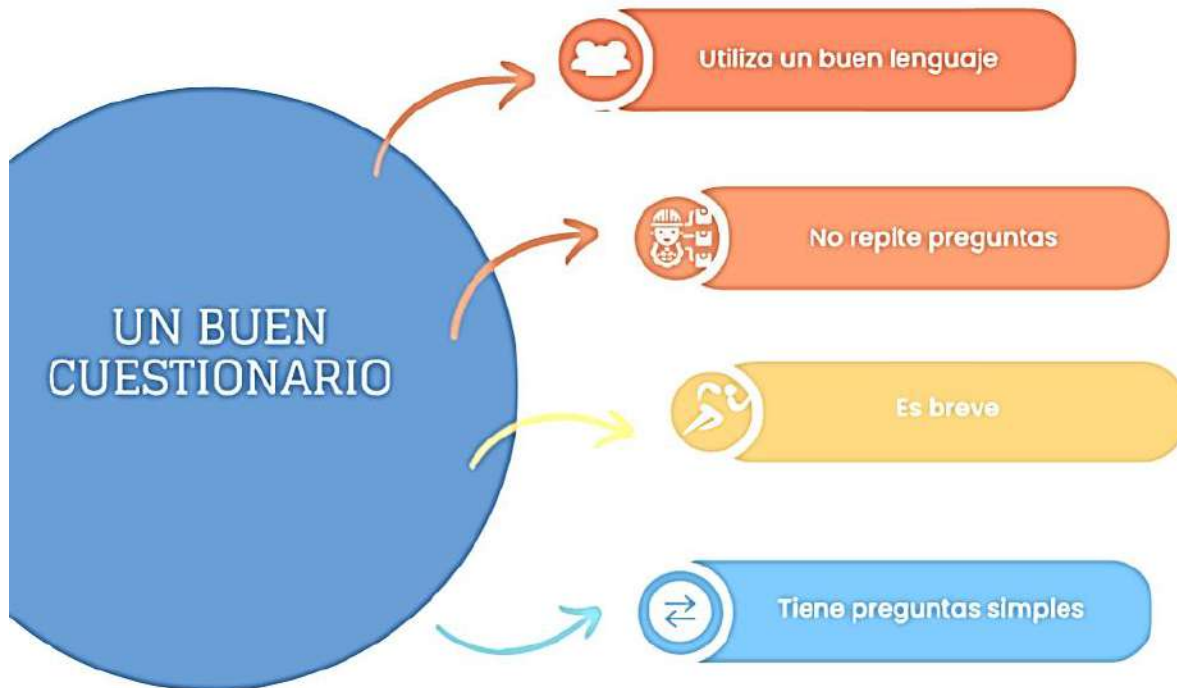 UN BUEN
CUESTIONARIO
Utiliza un buen lenguaje
No repite preguntas
Es breve
Tiene preguntas simples